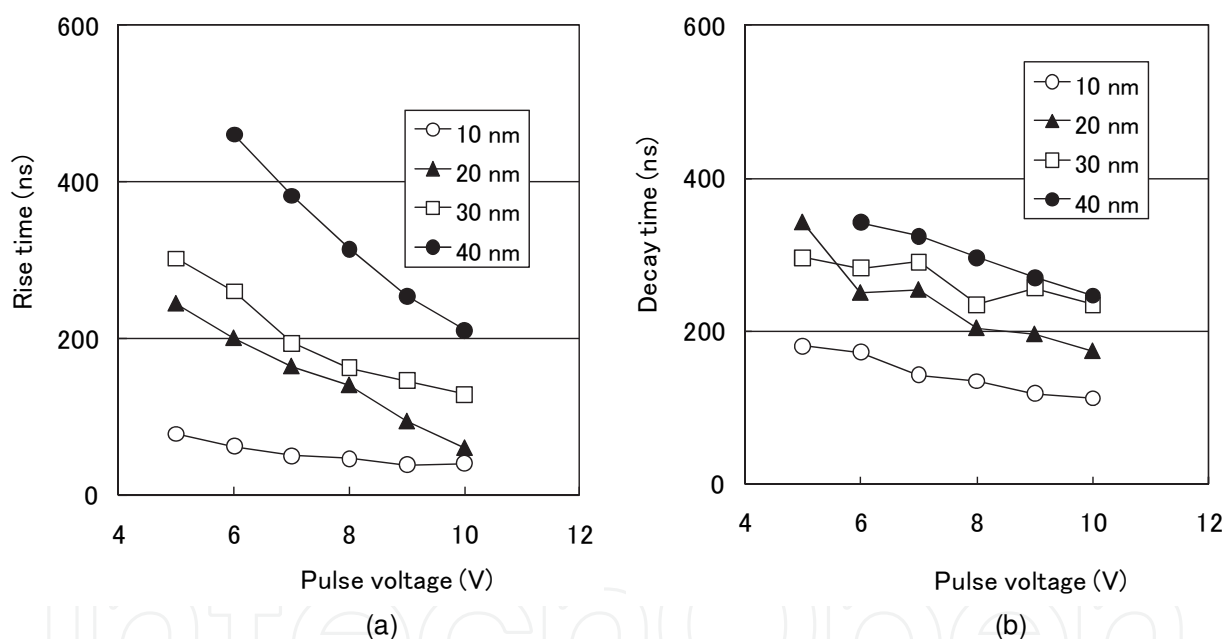 600
400
200
0
4 6 8 10 12
Rise time (ns)
Pulse voltage (V)
10 nm
20 nm
30 nm
40 nm
(a)
600
400
200
0
4 6 8 10 12
Decay time (ns)
Pulse voltage (V)
10 nm
20 nm
30 nm
40 nm
(b)